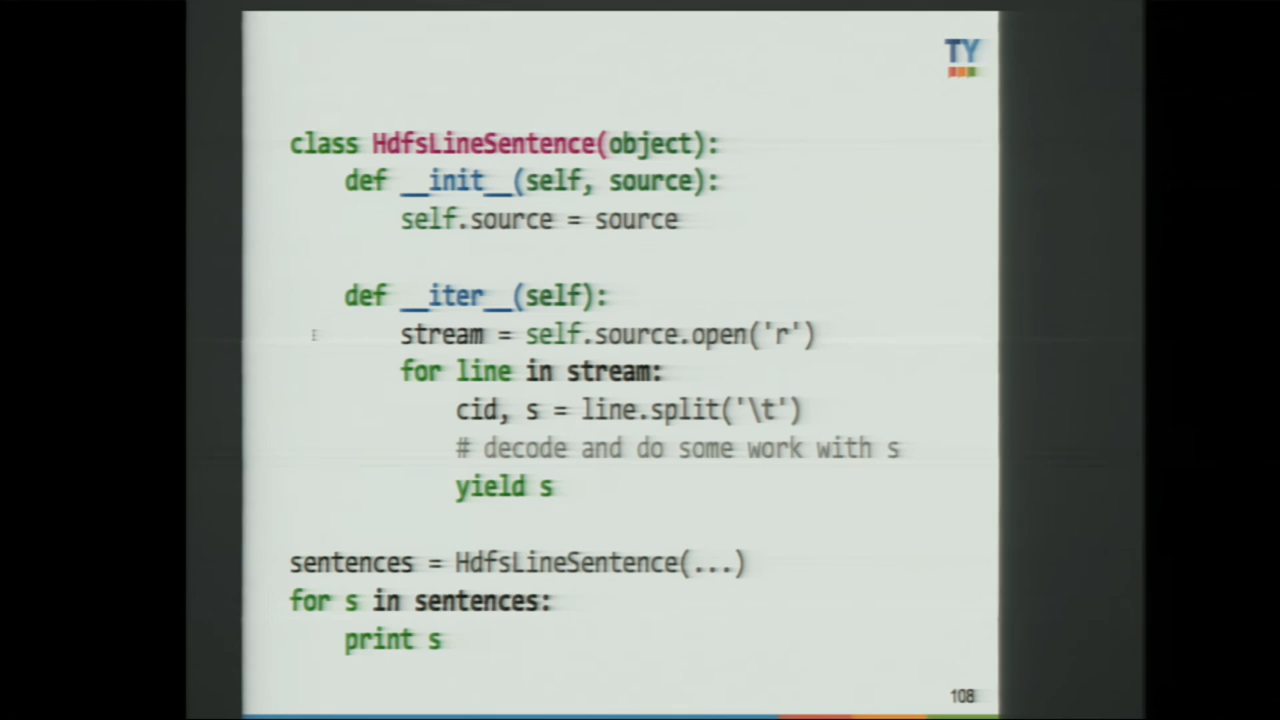 TY
class HdfsLineSentence(object):
    def __init__(self, source):
        self.source = source
    def __iter__(self):
        stream = self.source.open('r')
        for line in stream:
            cid, s = line.split('\t')
            # decode and do some work with s
            yield s
sentences = HdfsLineSentence(...)
for s in sentences:
    print s
108